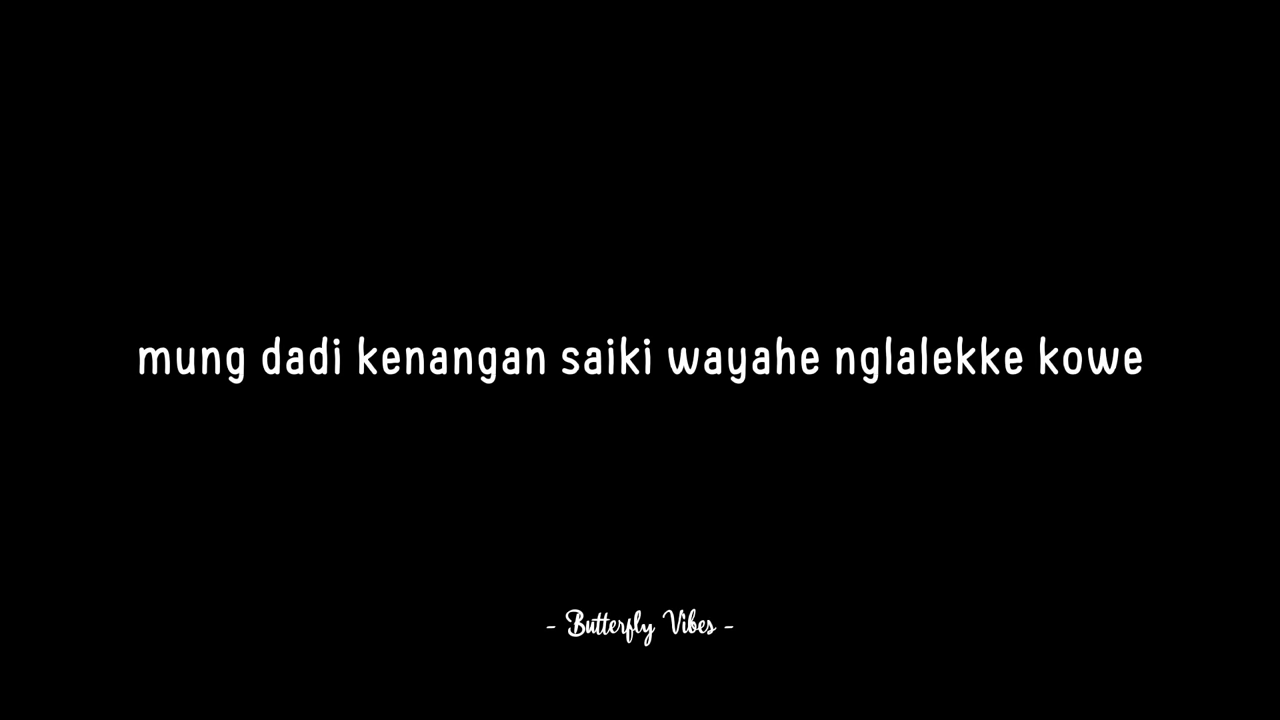 mung dadi kenangan saiki wayahe nglalekke kowe
- Butterfly Vibes -